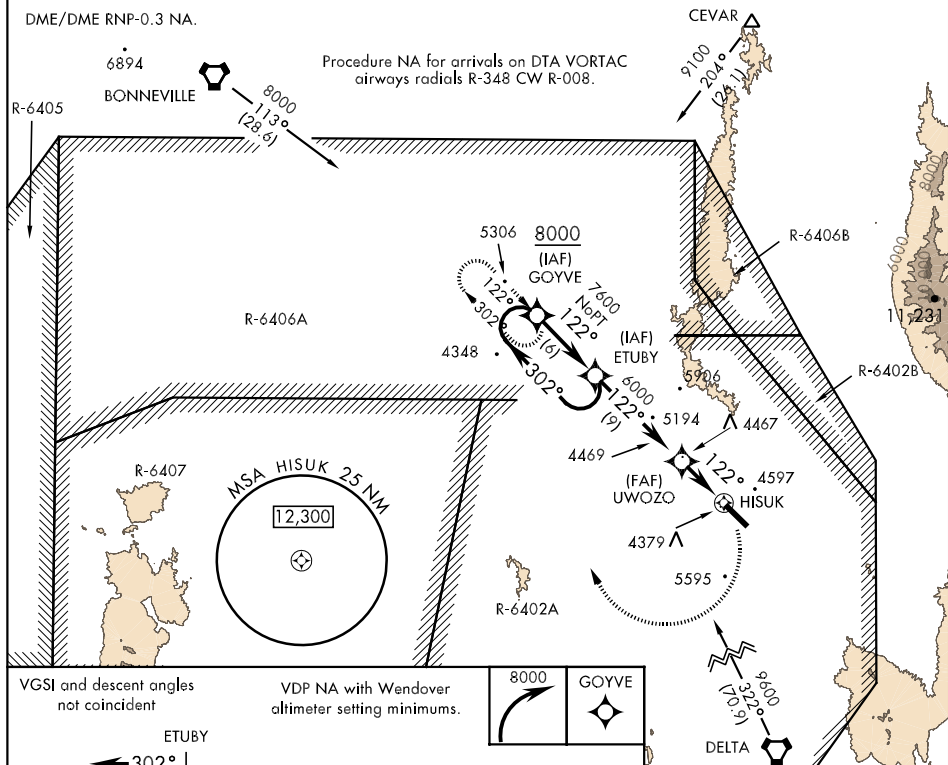 DME/DME RNP-0.3 NA.
6894
BONNEVILLE
8000
113°
(28.6)
Procedure NA for arrivals on DTA VORTAC
airways radials R-348 CW R-008.
CEVAR
9100
204°
R-6405
8000
6000
11,231
R-6406B
5306
8000
(IAF)
GOYVE
122°
302°
7600
NoPT
122°
(6)
R-6406A
4348
302°
(IAF)
ETUBY
6000
122°
(9)
5906
R-6402B
5194
4467
4469
122°
4597
(FAF)
UWOZO
HISUK
4379
5595
R-6407
MSA HISUK 25 NM
12,300
R-6402A
9600
322°
(70.9)
DELTA
VGSI and descent angles
not coincident
VDP NA with Wendover
altimeter setting minimums.
8000
GOYVE
ETUBY
302°